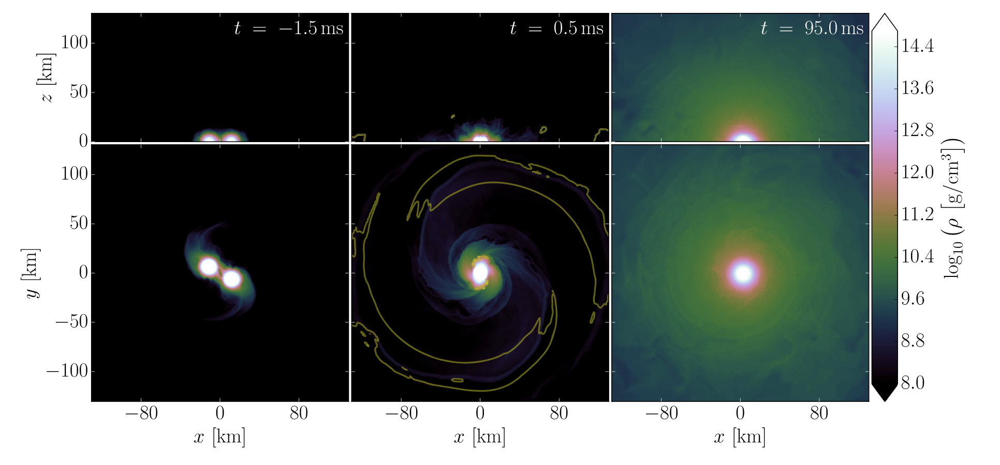 t = −1.5 ms
t = 0.5 ms
t = 95.0 ms
z [km]
100
50
0
y [km]
100
50
0
−50
−100
−80 0 80
−80 0 80
−80 0 80
x [km]
x [km]
x [km]
14.4
13.6
12.8
12.0
11.2
10.4
9.6
8.8
8.0
log₁₀ (ρ [g/cm³])